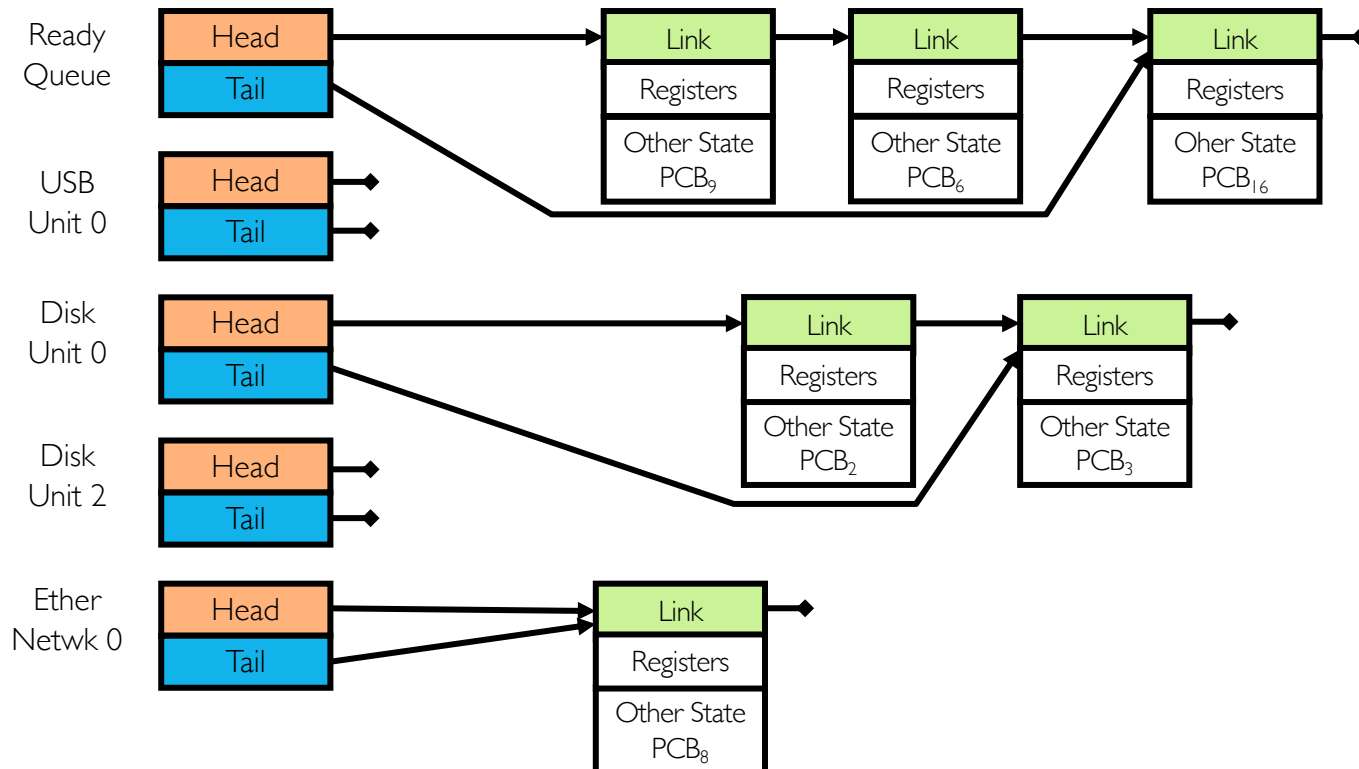 Ready
Queue
Head
Tail
Link
Registers
Other State
PCB₉
Link
Registers
Other State
PCB₆
Link
Registers
Oher State
PCB₁₆
USB
Unit 0
Head
Tail
Disk
Unit 0
Head
Tail
Link
Registers
Other State
PCB₂
Link
Registers
Other State
PCB₃
Disk
Unit 2
Head
Tail
Ether
Netwk 0
Head
Tail
Link
Registers
Other State
PCB₈